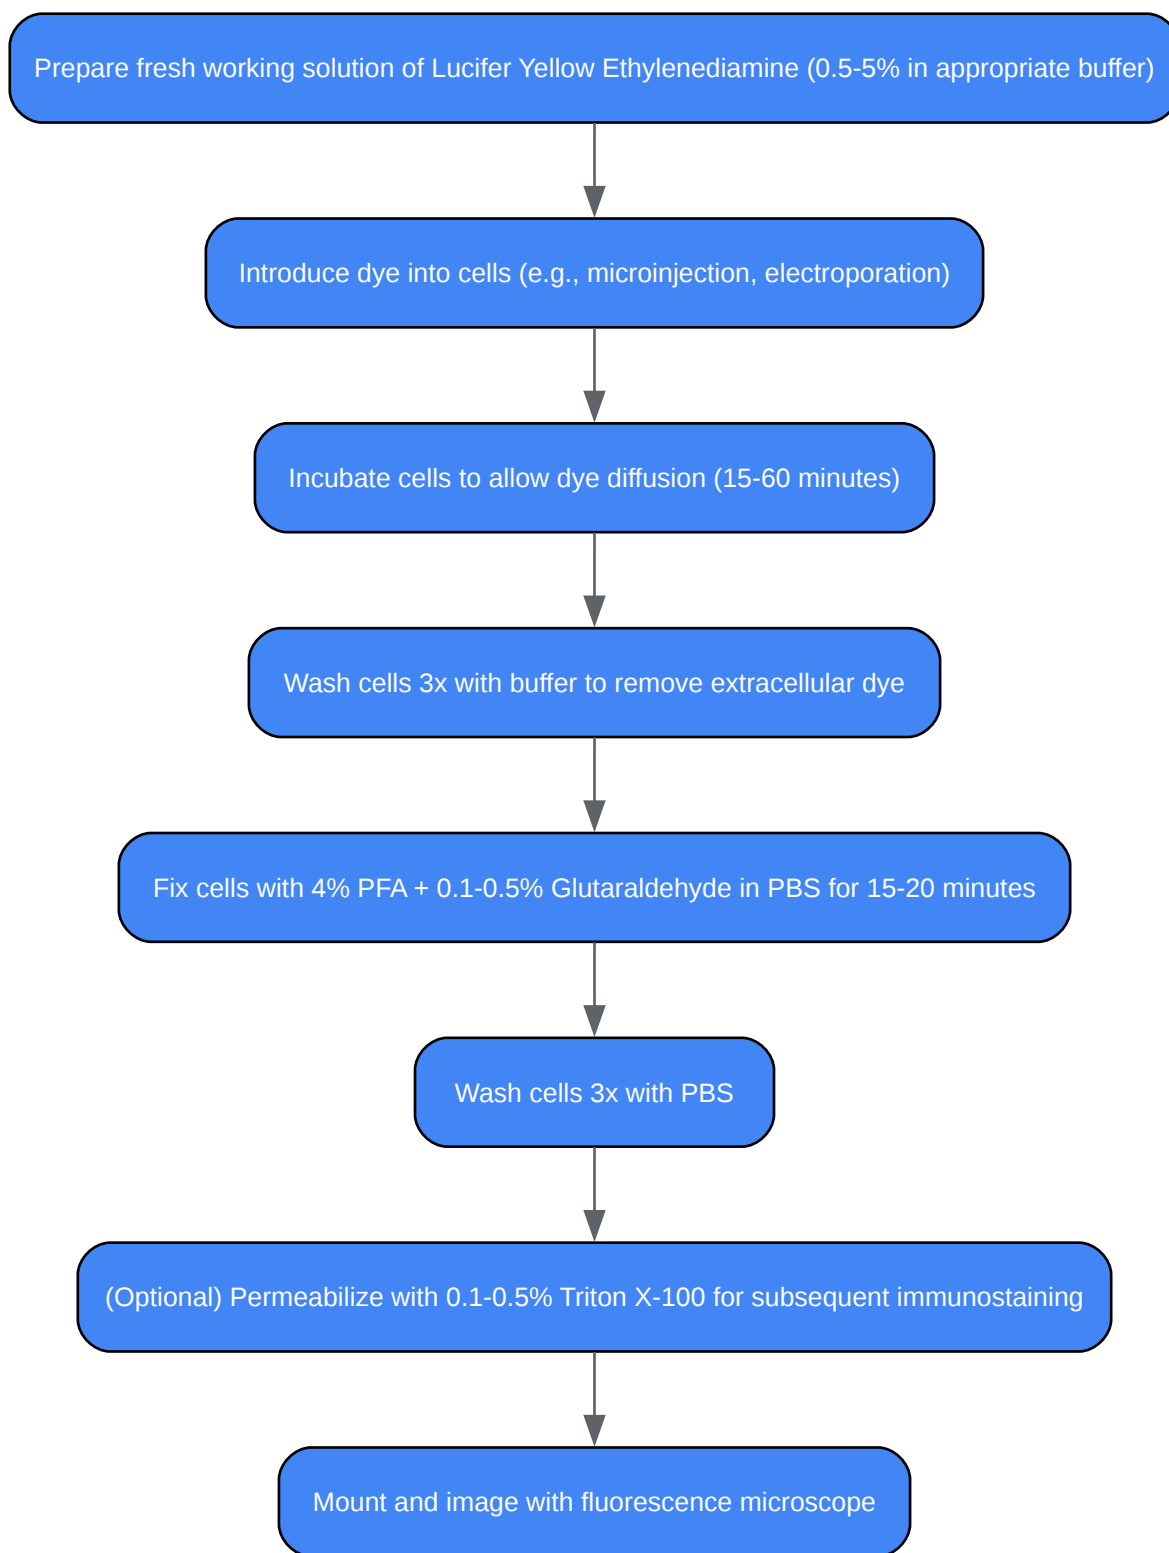 Prepare fresh working solution of Lucifer Yellow Ethylenediamine (0.5-5% in appropriate buffer)
Introduce dye into cells (e.g., microinjection, electroporation)
Incubate cells to allow dye diffusion (15-60 minutes)
Wash cells 3x with buffer to remove extracellular dye
Fix cells with 4% PFA + 0.1-0.5% Glutaraldehyde in PBS for 15-20 minutes
Wash cells 3x with PBS
(Optional) Permeabilize with 0.1-0.5% Triton X-100 for subsequent immunostaining
Mount and image with fluorescence microscope